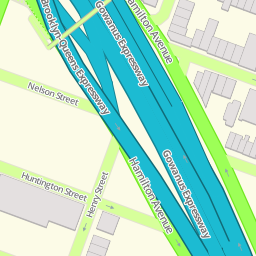 Brooklyn Queens Expressway
Gowanus Expressway
Hamilton Avenue
Nelson Street
Huntington Street
Henry Street
Hamilton Avenue
Gowanus Expressway